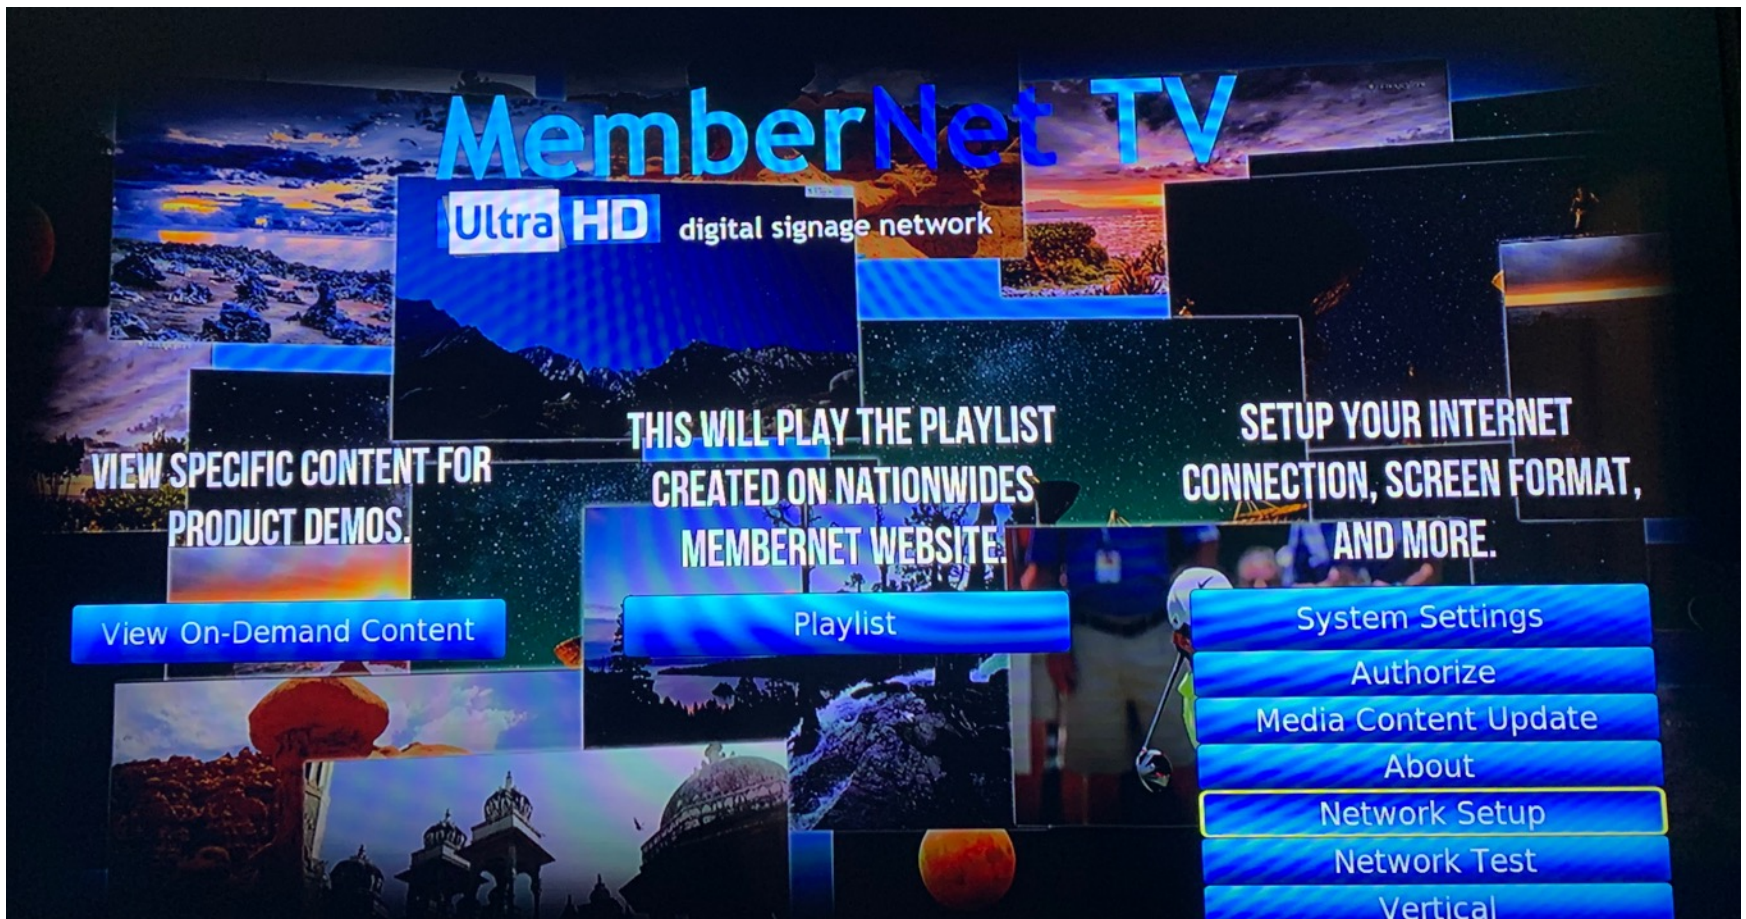 MemberNet TV
Ultra HD digital signage network
VIEW SPECIFIC CONTENT FOR
PRODUCT DEMOS.
View On-Demand Content
THIS WILL PLAY THE PLAYLIST
CREATED ON NATIONWIDES
MEMBERNET WEBSITE.
Playlist
SETUP YOUR INTERNET
CONNECTION, SCREEN FORMAT,
AND MORE.
System Settings
Authorize
Media Content Update
About
Network Setup
Network Test
Vertical